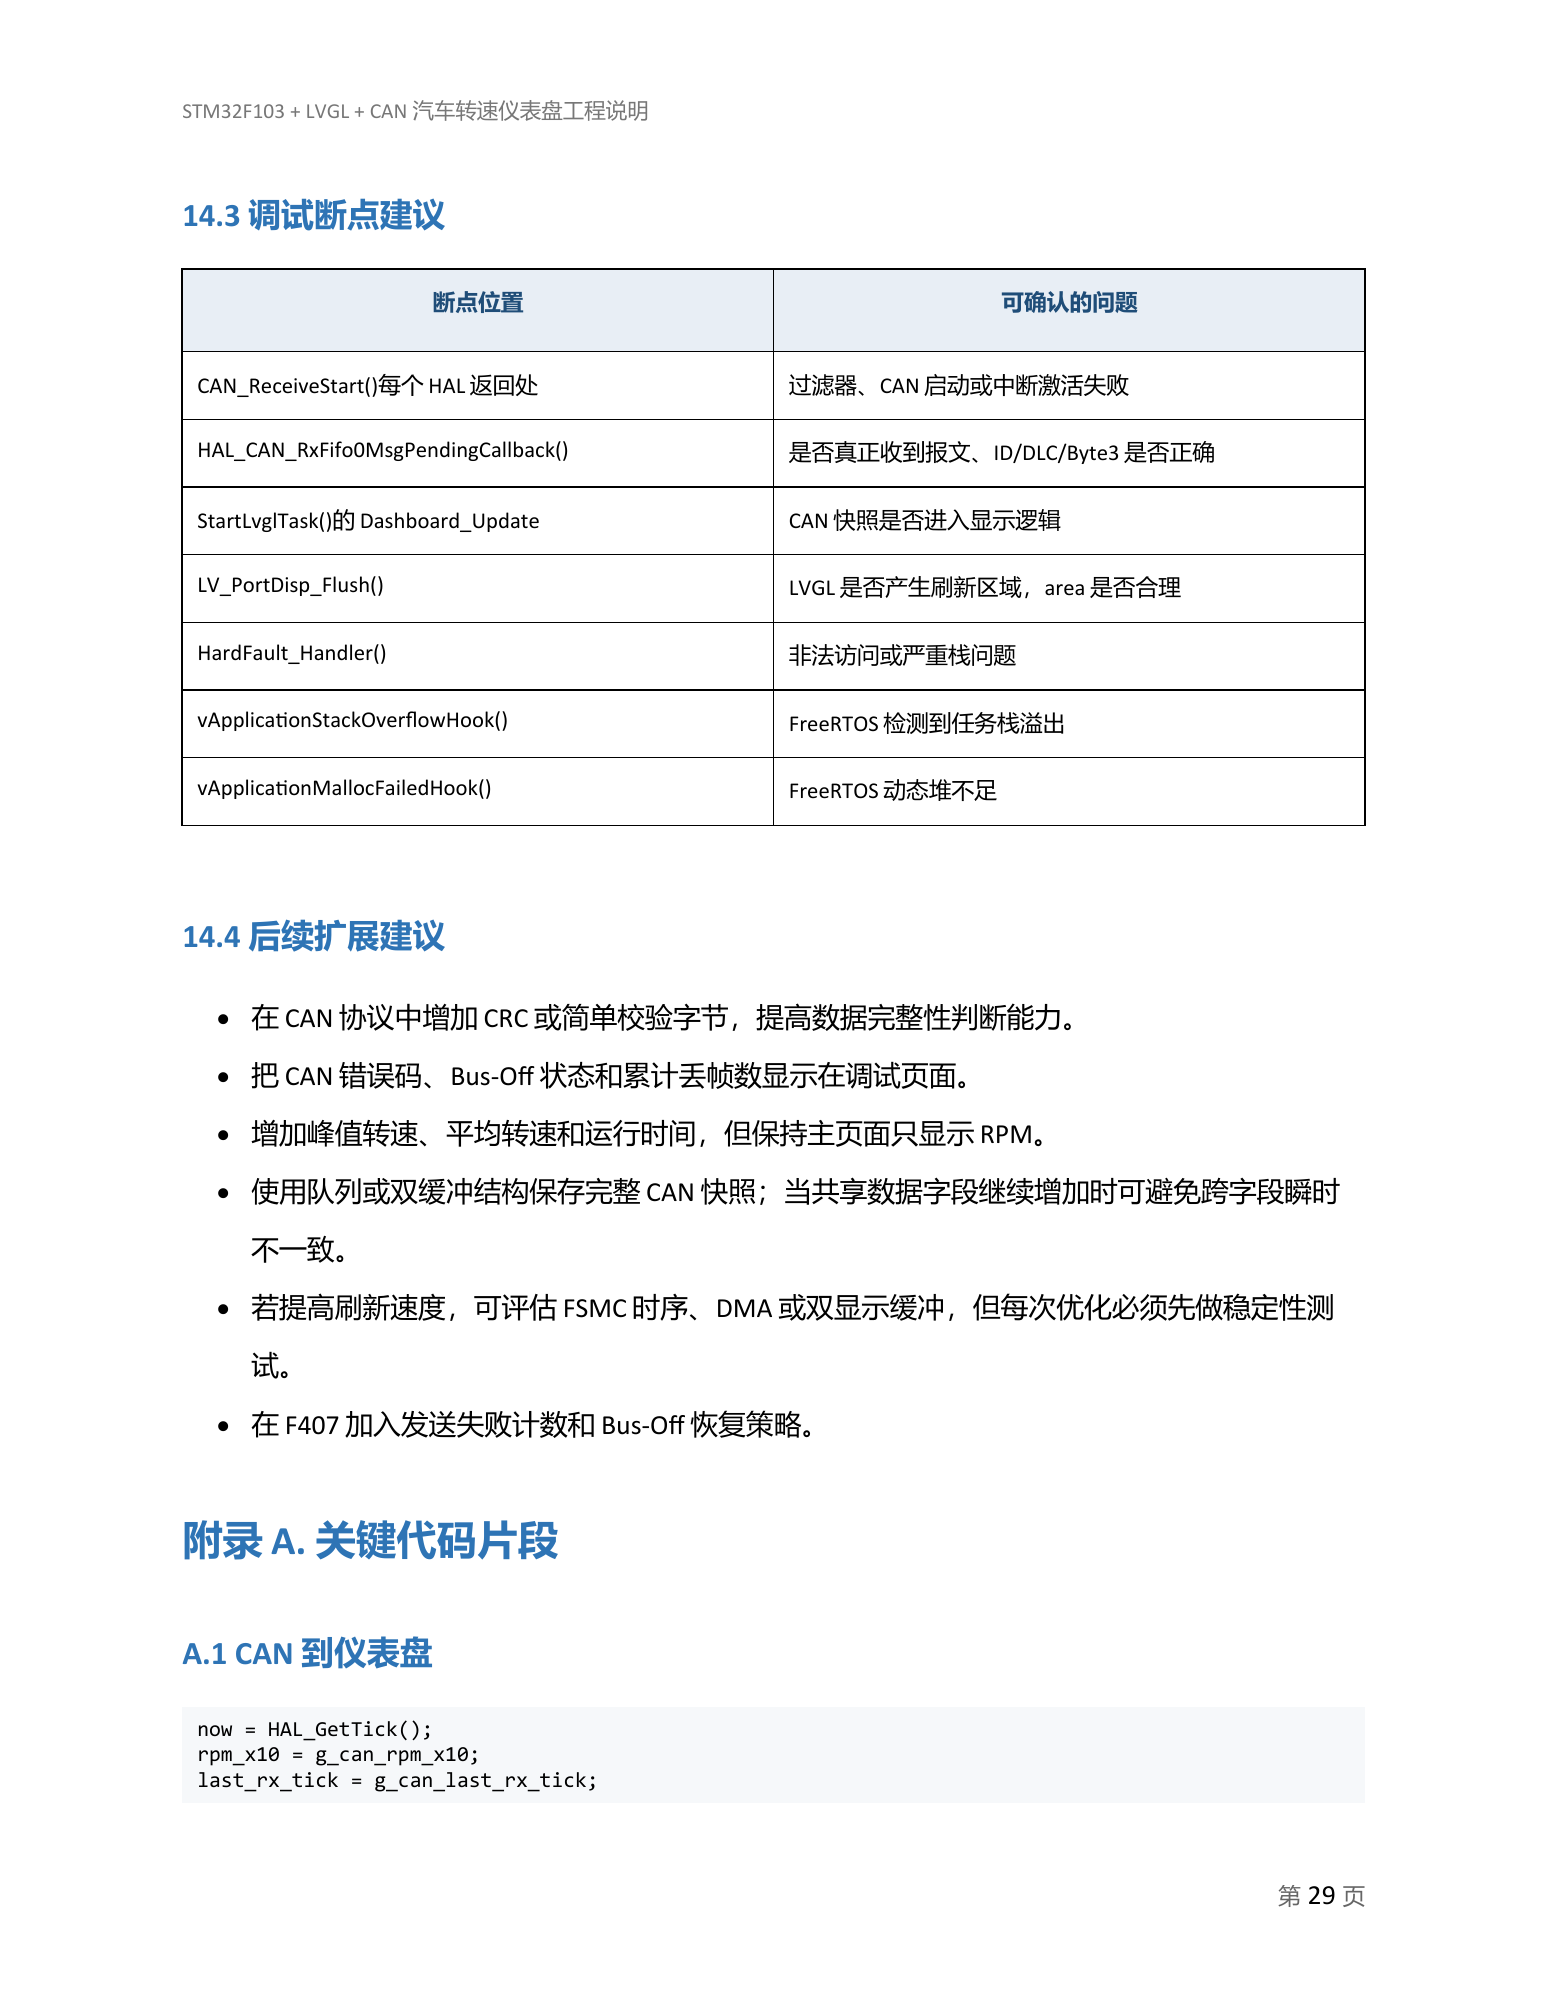 STM32F103 + LVGL + CAN 汽车转速仪表盘工程说明
14.3 调试断点建议
断点位置
可确认的问题
CAN_ReceiveStart()每个 HAL 返回处
过滤器、CAN 启动或中断激活失败
HAL_CAN_RxFifo0MsgPendingCallback()
是否真正收到报文、ID/DLC/Byte3 是否正确
StartLvglTask()的 Dashboard_Update
CAN 快照是否进入显示逻辑
LV_PortDisp_Flush()
LVGL 是否产生刷新区域，area 是否合理
HardFault_Handler()
非法访问或严重栈问题
vApplicationStackOverflowHook()
FreeRTOS 检测到任务栈溢出
vApplicationMallocFailedHook()
FreeRTOS 动态堆不足
14.4 后续扩展建议
• 在 CAN 协议中增加 CRC 或简单校验字节，提高数据完整性判断能力。
• 把 CAN 错误码、Bus-Off 状态和累计丢帧数显示在调试页面。
• 增加峰值转速、平均转速和运行时间，但保持主页面只显示 RPM。
• 使用队列或双缓冲结构保存完整 CAN 快照；当共享数据字段继续增加时可避免跨字段瞬时
不一致。
• 若提高刷新速度，可评估 FSMC 时序、DMA 或双显示缓冲，但每次优化必须先做稳定性测
试。
• 在 F407 加入发送失败计数和 Bus-Off 恢复策略。
附录 A. 关键代码片段
A.1 CAN 到仪表盘
now = HAL_GetTick();
rpm_x10 = g_can_rpm_x10;
last_rx_tick = g_can_last_rx_tick;
第 29 页